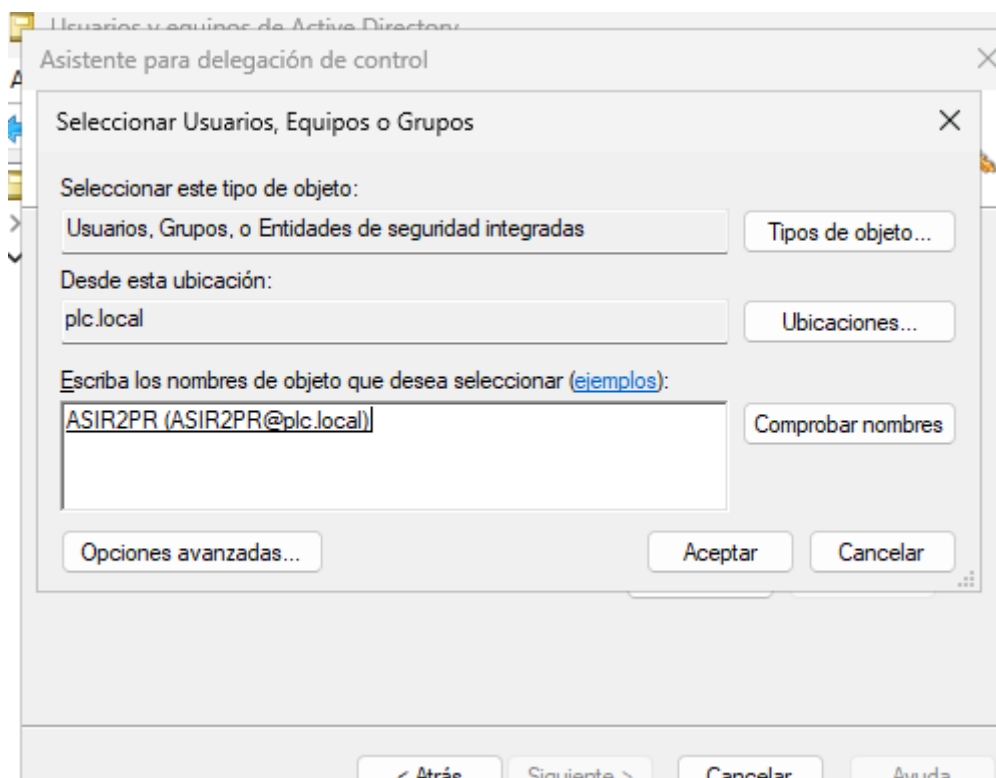 Usuarios y equipos de Active Directory
Asistente para delegación de control
A
Seleccionar Usuarios, Equipos o Grupos
Seleccionar este tipo de objeto:
Usuarios, Grupos, o Entidades de seguridad integradas
Tipos de objeto...
Desde esta ubicación:
plc.local
Ubicaciones...
Escriba los nombres de objeto que desea seleccionar (ejemplos):
ASIR2PR (ASIR2PR@plc.local)
Comprobar nombres
Opciones avanzadas...
Aceptar
Cancelar
< Atrás
Siguiente >
Cancelar
Ayuda